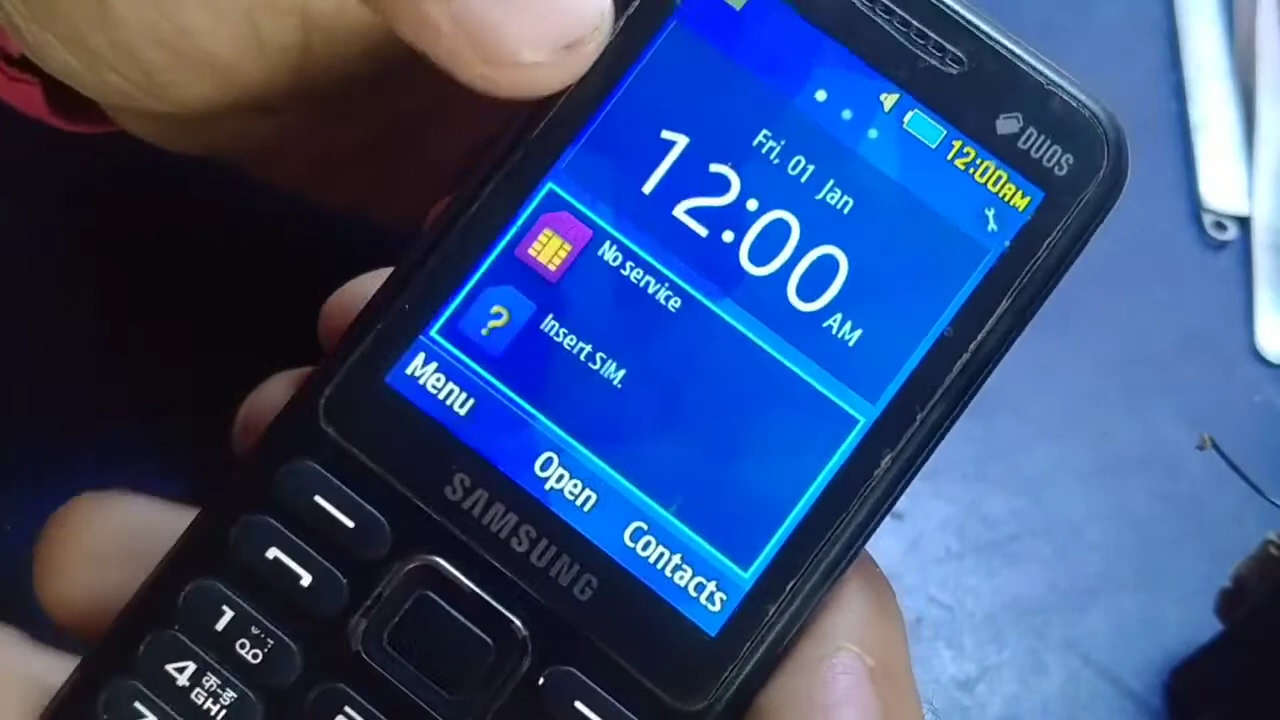 DUOS
12:00AM
Fri, 01 Jan
12:00 AM
No service
?
Insert SIM.
Menu
Open
Contacts
SAMSUNG
1
4 क-ङ
GHI